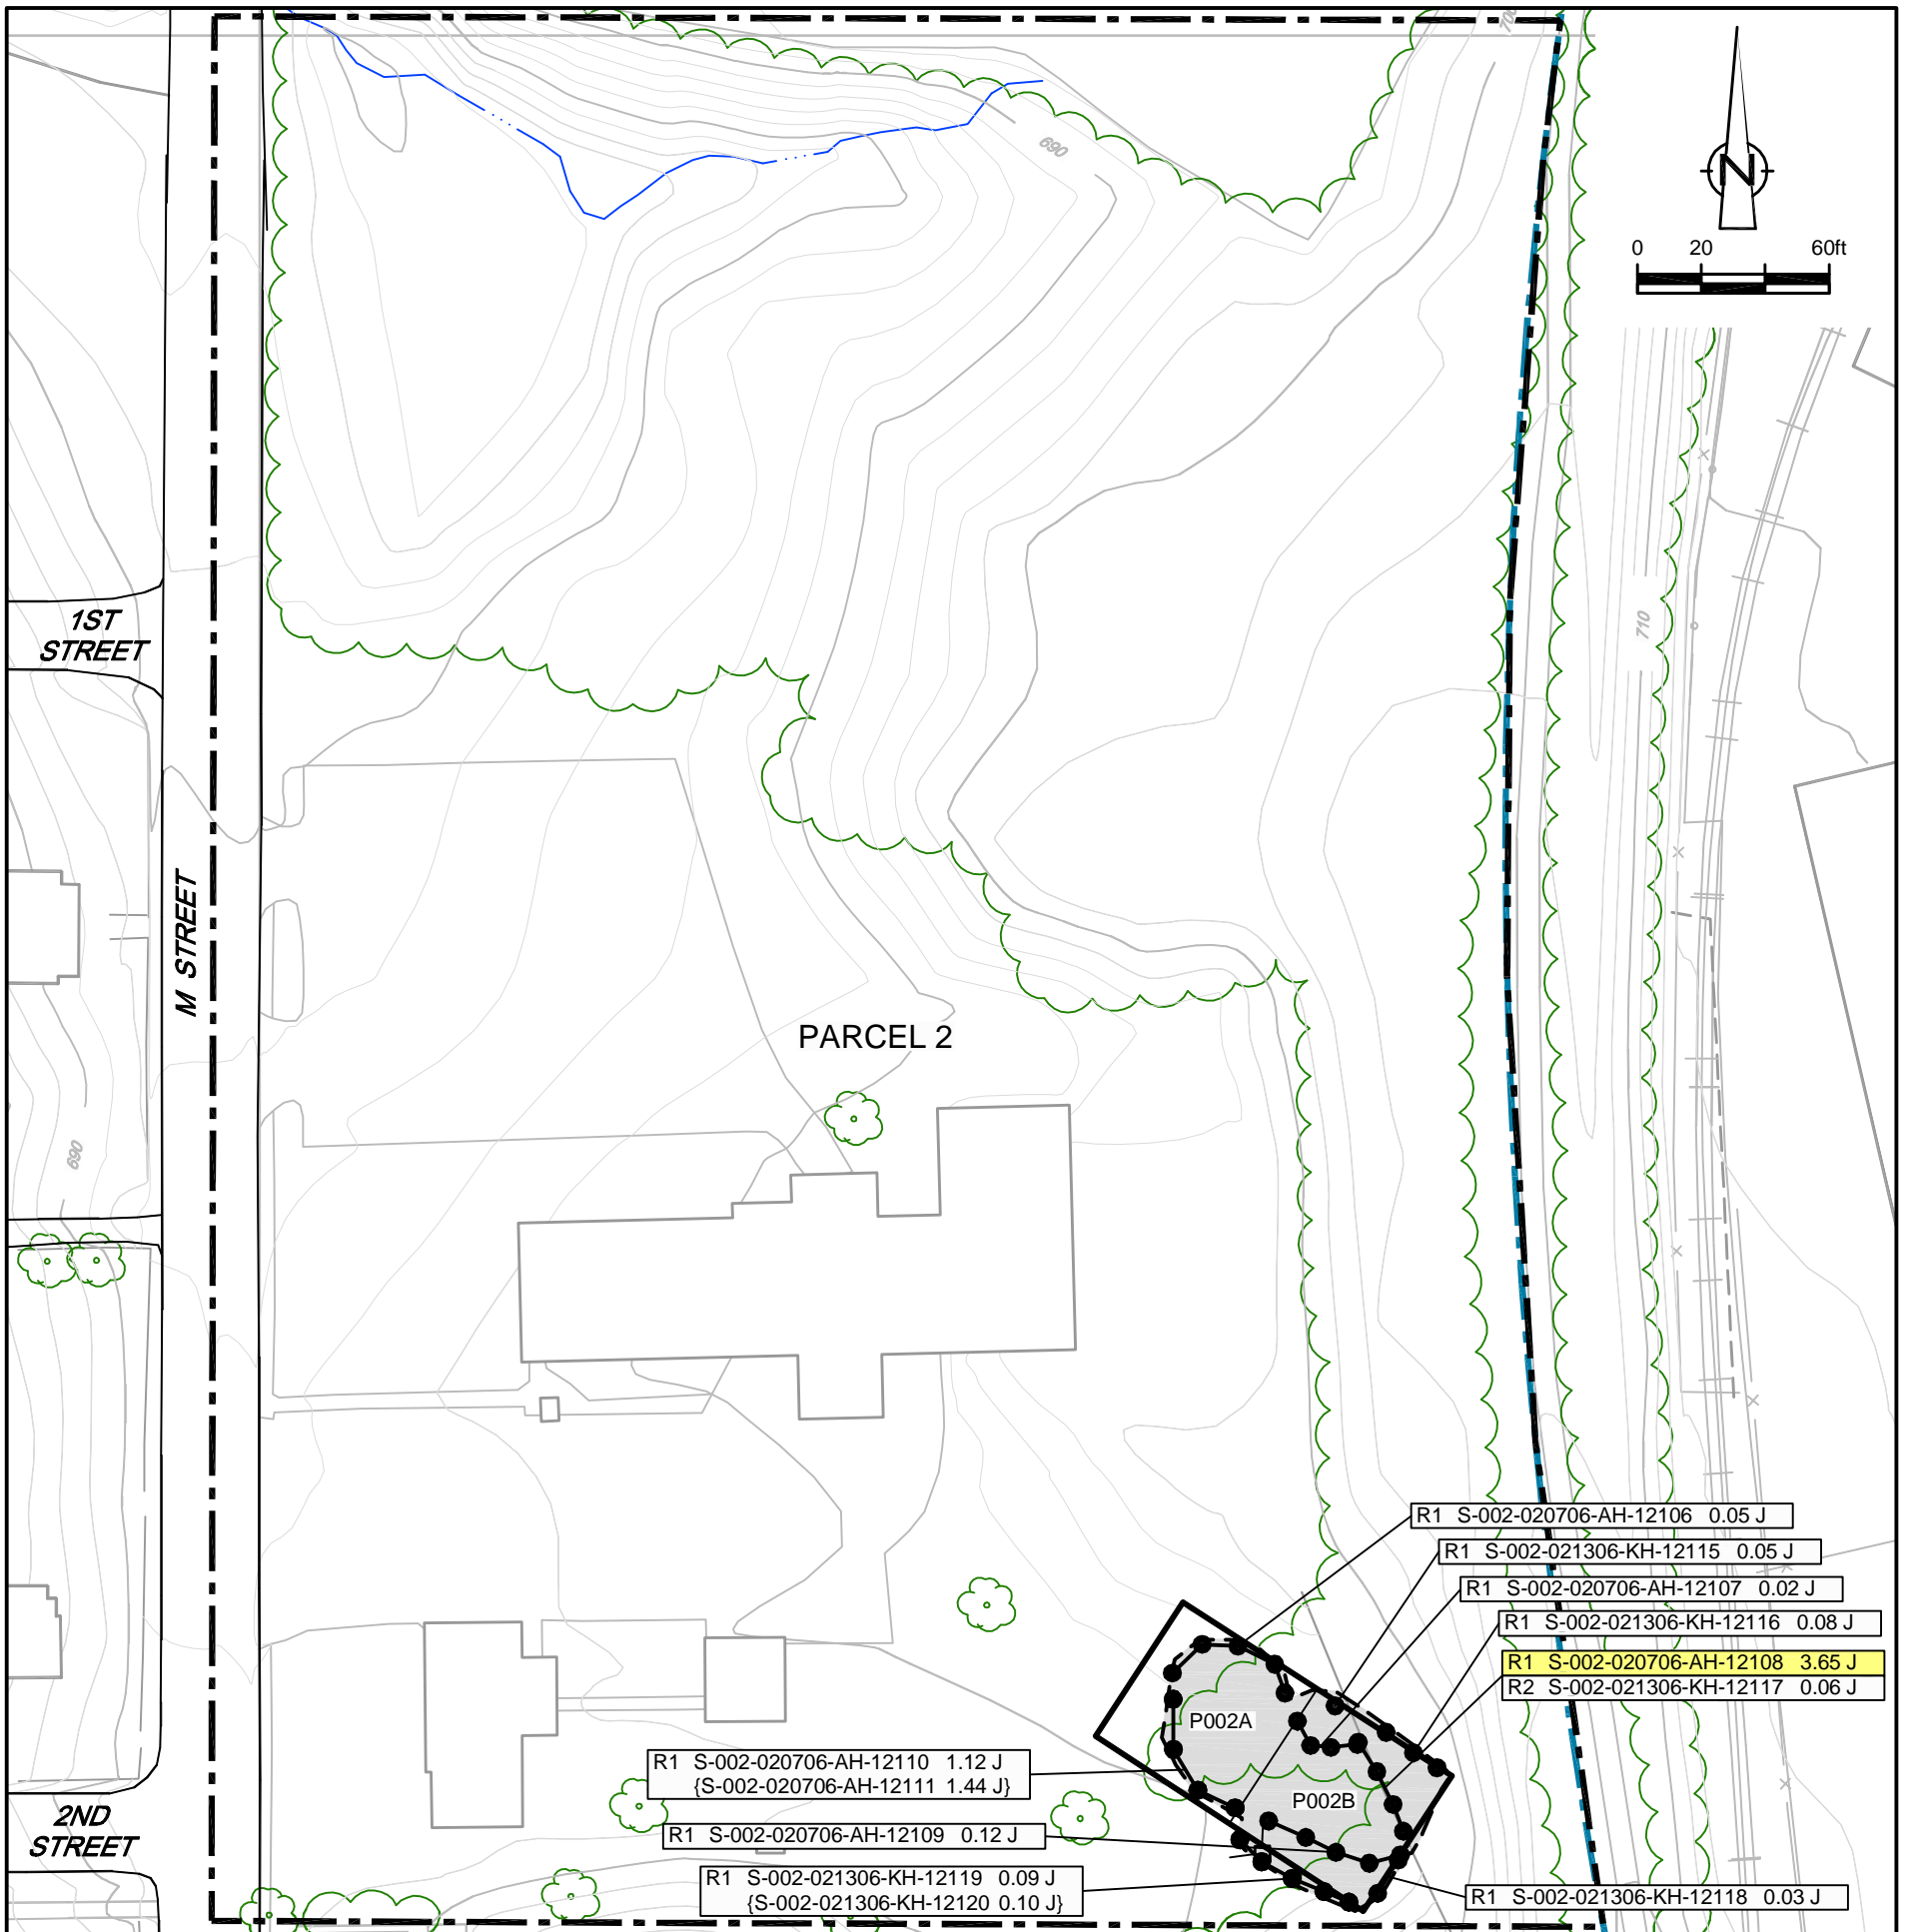 700
690
N
0 20 60ft
1ST
STREET
710
M STREET
PARCEL 2
690
R1 S-002-020706-AH-12106 0.05 J
R1 S-002-021306-KH-12115 0.05 J
R1 S-002-020706-AH-12107 0.02 J
R1 S-002-021306-KH-12116 0.08 J
R1 S-002-020706-AH-12108 3.65 J
R2 S-002-021306-KH-12117 0.06 J
P002A
R1 S-002-020706-AH-12110 1.12 J
{S-002-020706-AH-12111 1.44 J}
P002B
2ND
STREET
R1 S-002-020706-AH-12109 0.12 J
R1 S-002-021306-KH-12119 0.09 J
{S-002-021306-KH-12120 0.10 J}
R1 S-002-021306-KH-12118 0.03 J